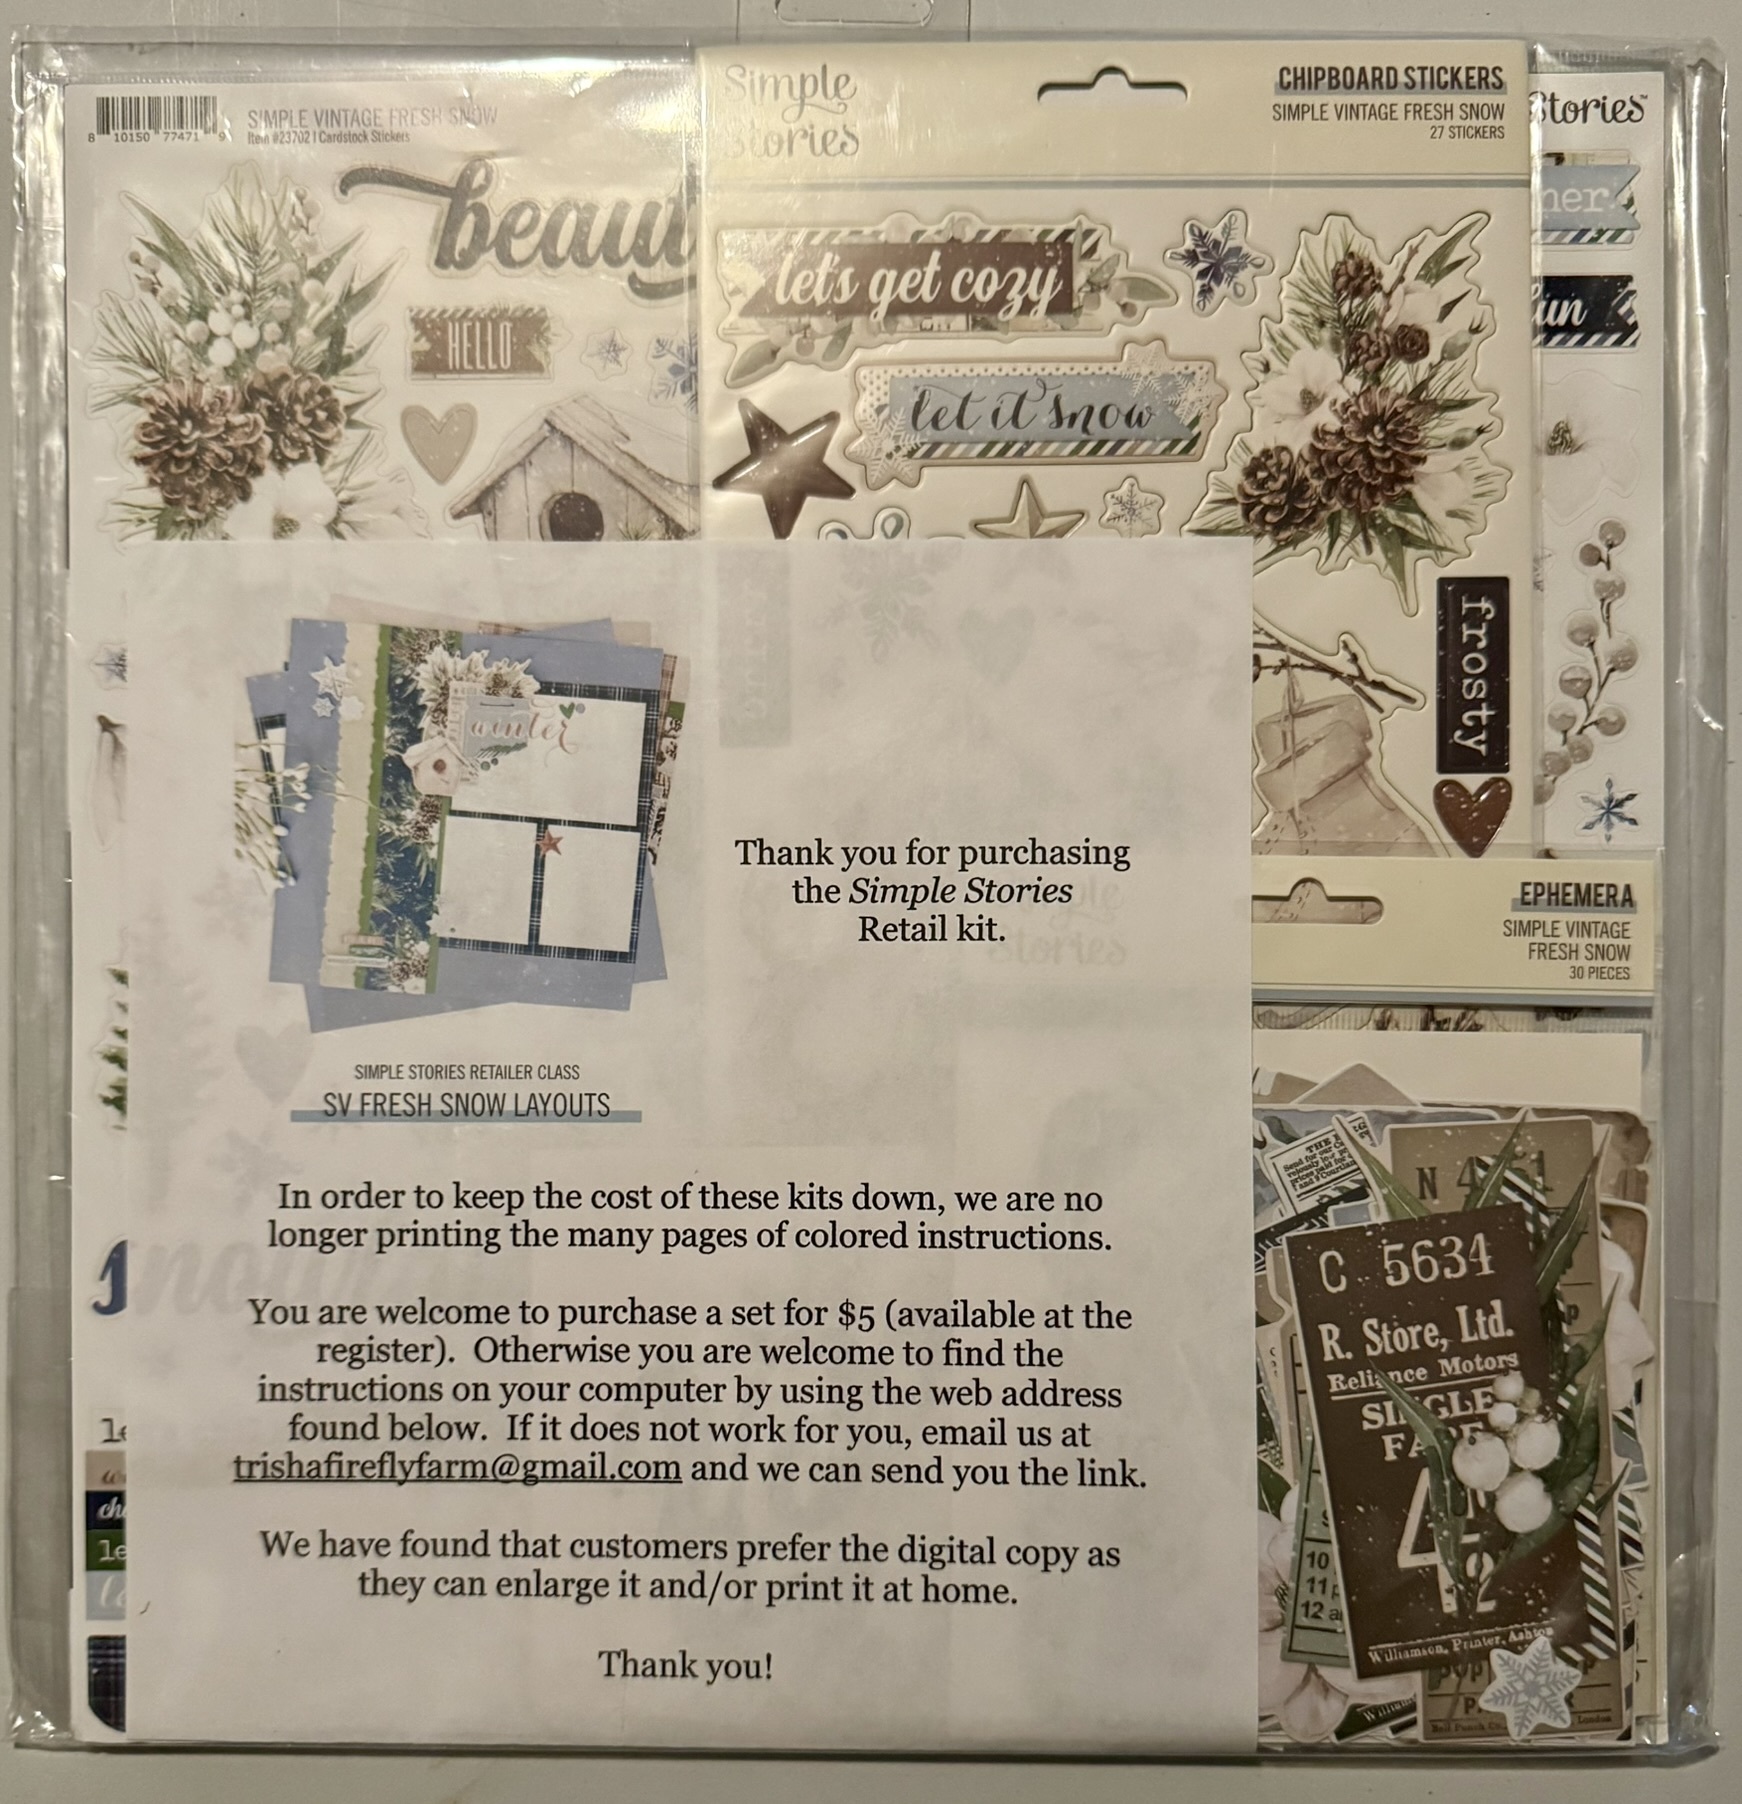 8 10150 77471 9
SIMPLE VINTAGE FRESH SNOW
Item #23702 | Cardstock Stickers
Simple
Stories
CHIPBOARD STICKERS
SIMPLE VINTAGE FRESH SNOW
27 STICKERS
Stories™
beaut
HELLO
let's get cozy
let it snow
frosty
winter
Thank you for purchasing
the Simple Stories
Retail kit.
EPHEMERA
SIMPLE VINTAGE
FRESH SNOW
30 PIECES
SIMPLE STORIES RETAILER CLASS
SV FRESH SNOW LAYOUTS
In order to keep the cost of these kits down, we are no
longer printing the many pages of colored instructions.
You are welcome to purchase a set for $5 (available at the
register).  Otherwise you are welcome to find the
instructions on your computer by using the web address
found below.  If it does not work for you, email us at
trishafireflyfarm@gmail.com and we can send you the link.
We have found that customers prefer the digital copy as
they can enlarge it and/or print it at home.
Thank you!
C 5634
R. Store, Ltd.
Reliance Motors
SINGLE
FARE
4½
Williamson, Printer, Ashton
10
11
12
London